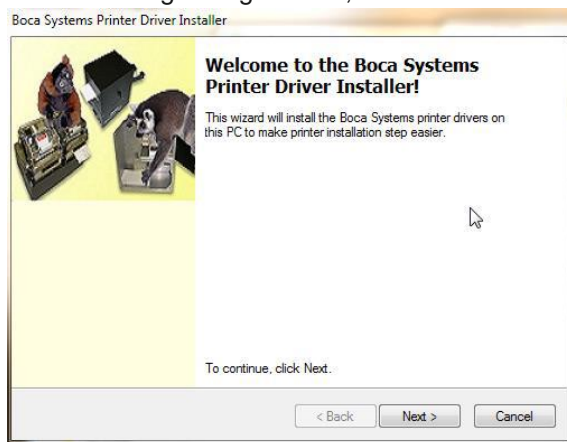 Boca Systems Printer Driver Installer
Welcome to the Boca Systems
Printer Driver Installer!
This wizard will install the Boca Systems printer drivers on
this PC to make printer installation step easier.
To continue, click Next.
< Back Next > Cancel